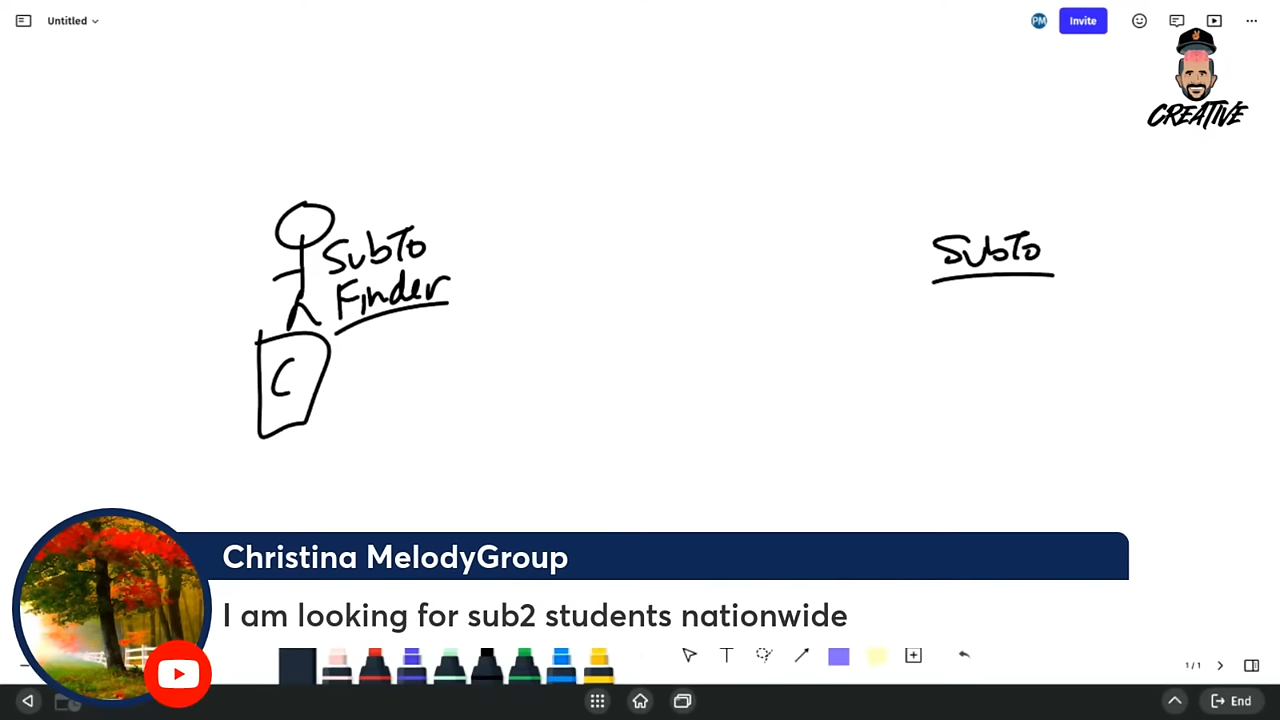 Untitled
PM
Invite
CREATIVE
SubTo
Finder
C
SubTo
Christina MelodyGroup
I am looking for sub2 students nationwide
T
1/1
End